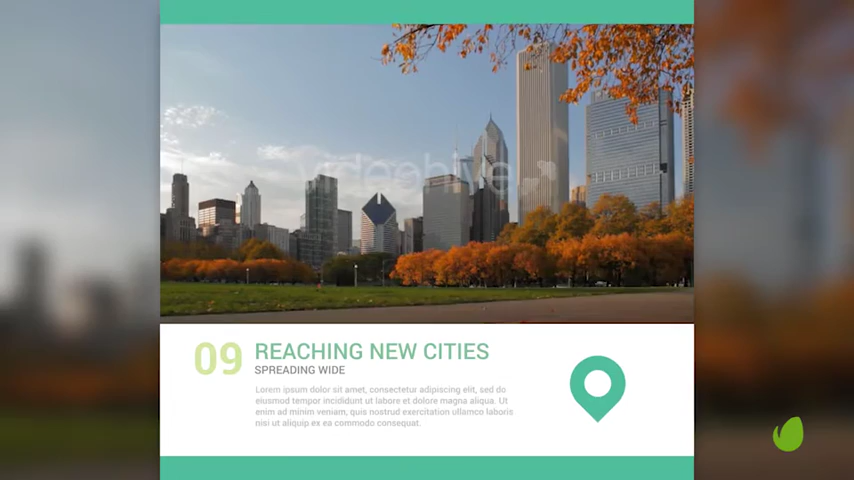 videohive
09
REACHING NEW CITIES
SPREADING WIDE
Lorem ipsum dolor sit amet, consectetur adipiscing elit, sed do
eiusmod tempor incididunt ut labore et dolore magna aliqua. Ut
enim ad minim veniam, quis nostrud exercitation ullamco laboris
nisi ut aliquip ex ea commodo consequat.